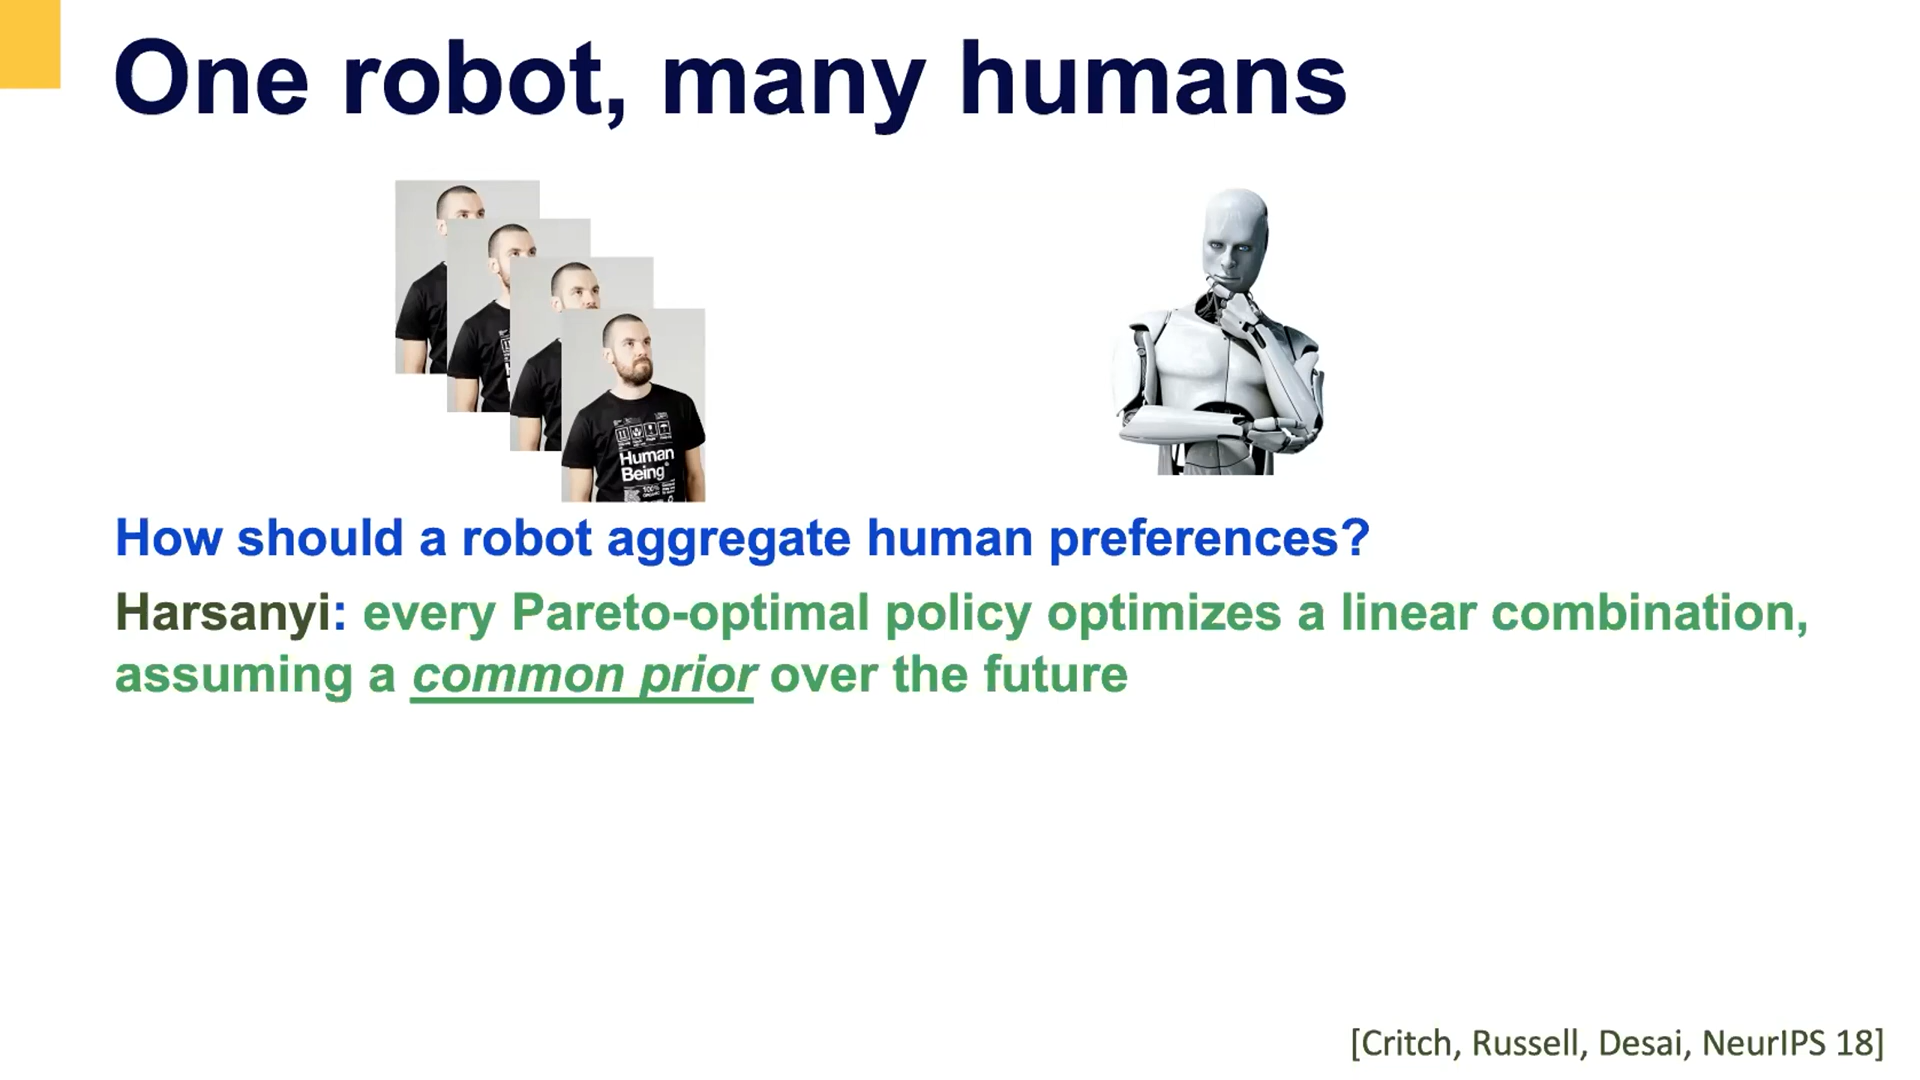 One robot, many humans
Human
Being
100%
How should a robot aggregate human preferences?
Harsanyi: every Pareto-optimal policy optimizes a linear combination,
assuming a common prior over the future
[Critch, Russell, Desai, NeurIPS 18]